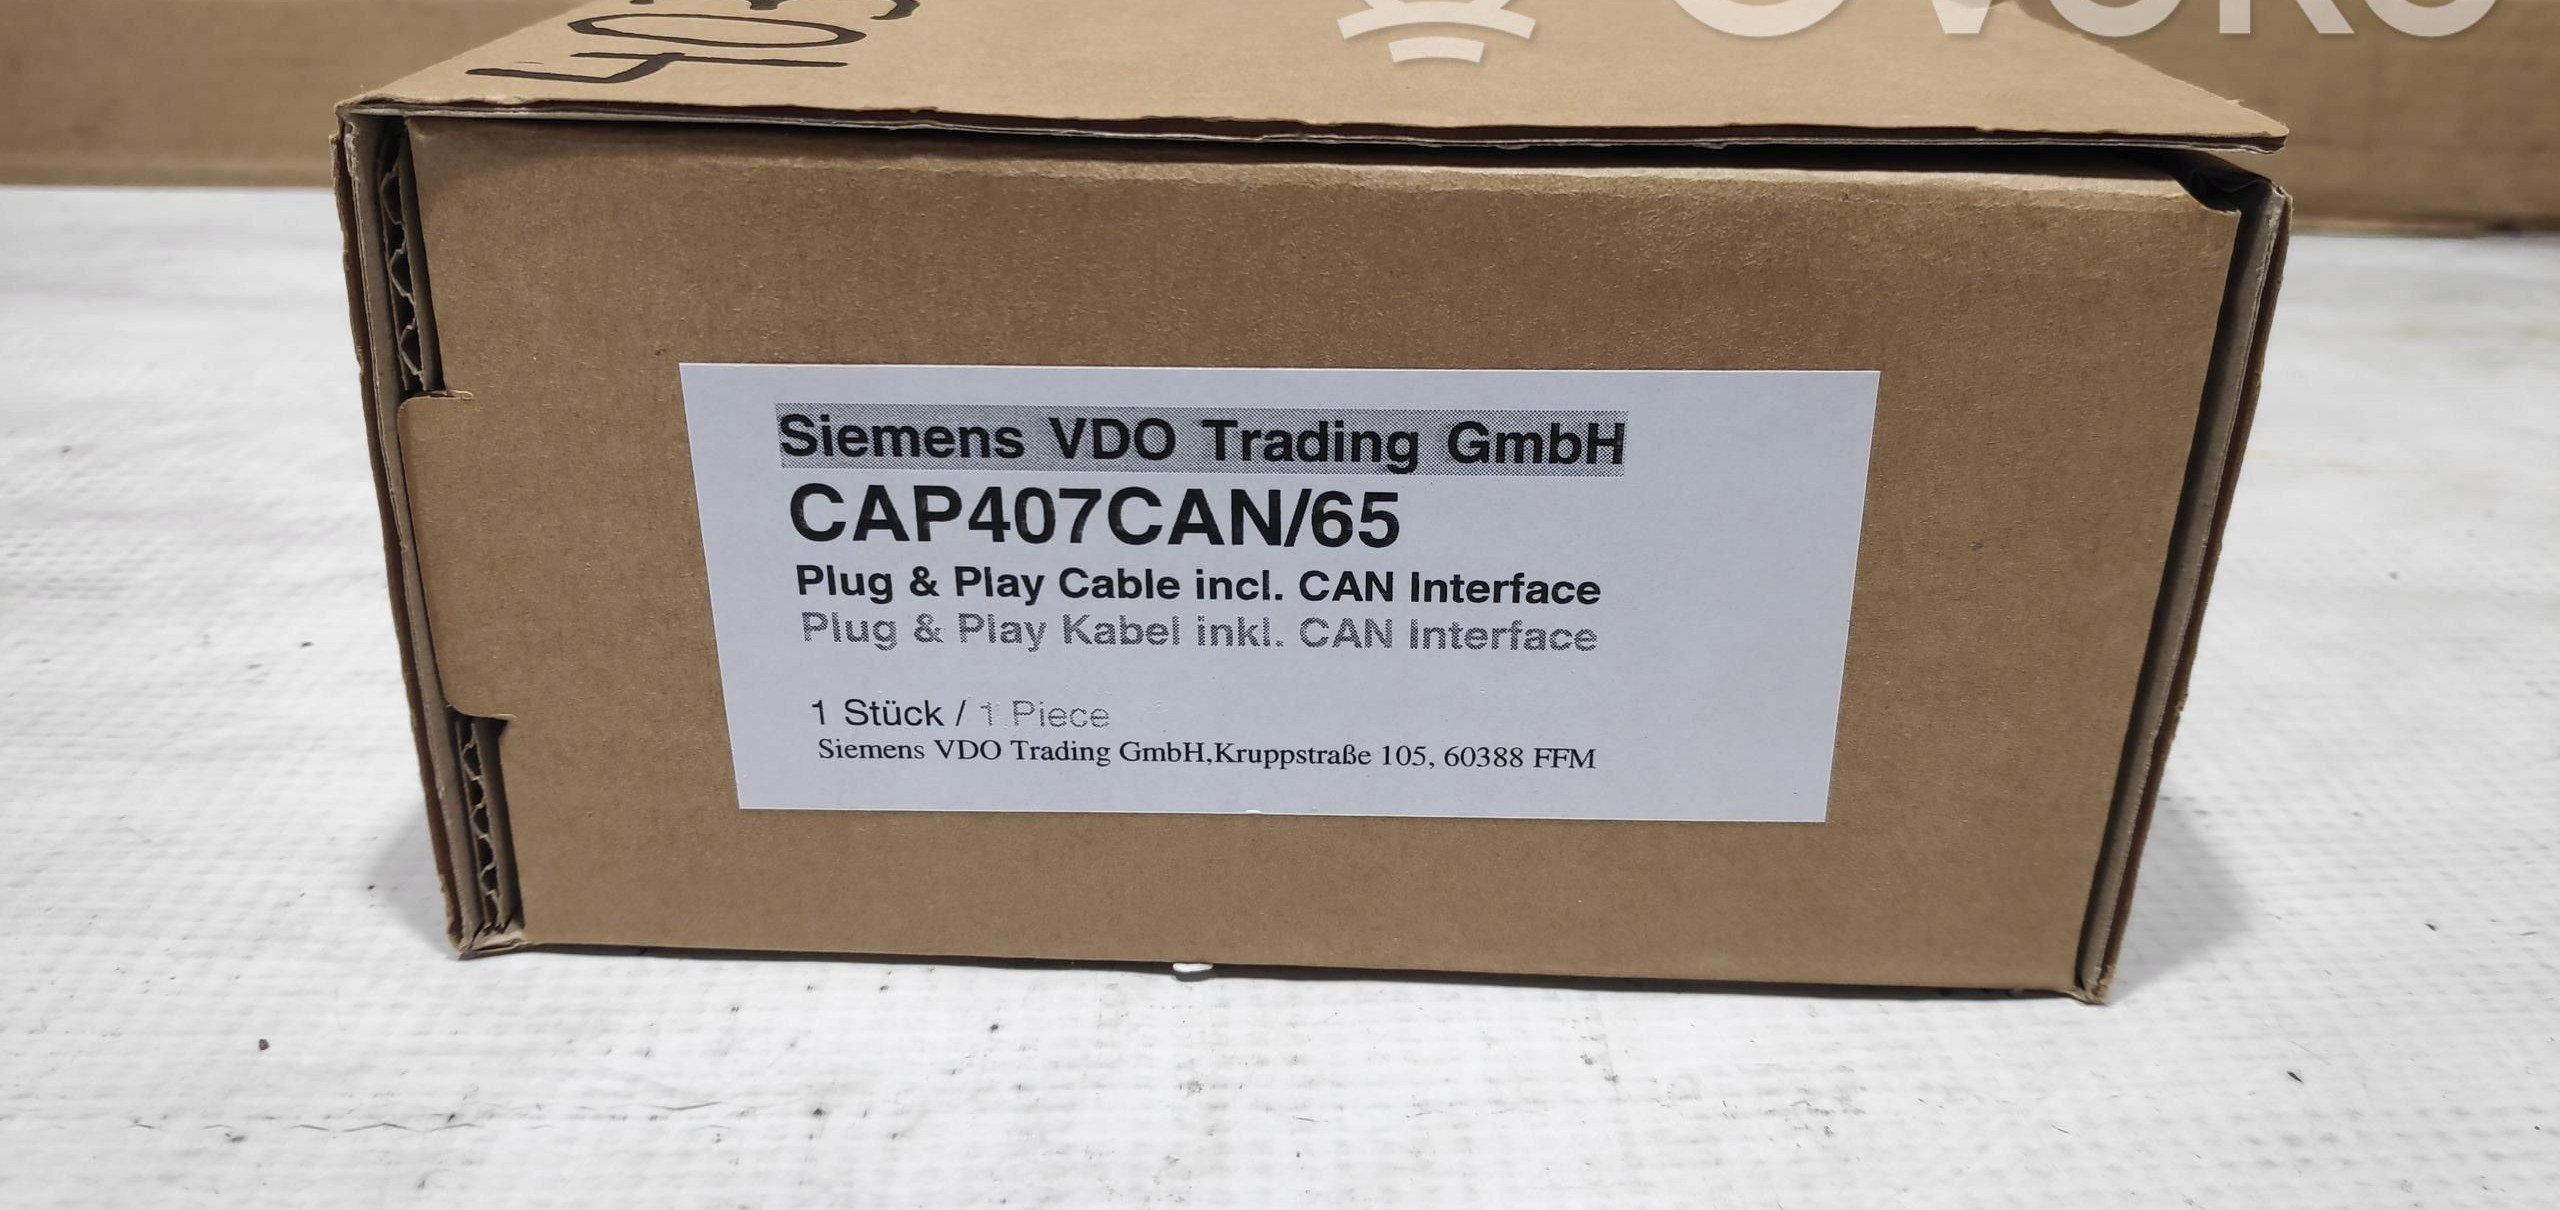 Siemens VDO Trading GmbH
CAP407CAN/65
Plug & Play Cable incl. CAN Interface
Plug & Play Kabel inkl. CAN Interface
1 Stück / 1 Piece
Siemens VDO Trading GmbH,Kruppstraße 105, 60388 FFM